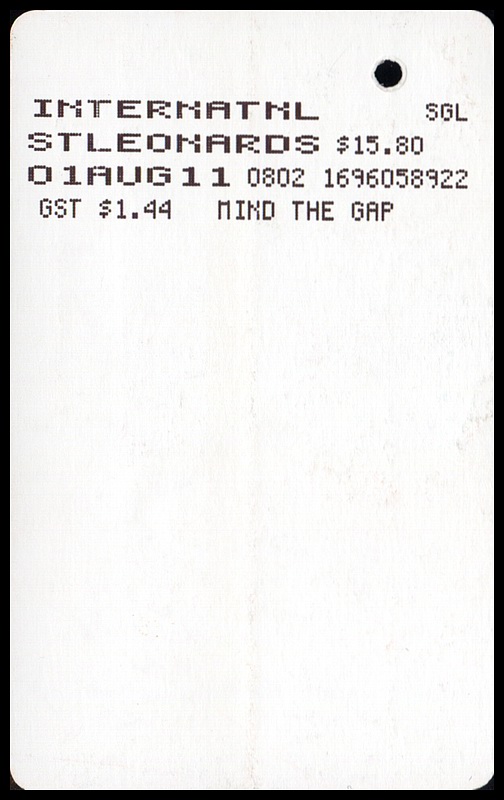 INTERNATNL SGL
STLEONARDS $15.80
01AUG11 0802 1696058922
GST $1.44 MIND THE GAP